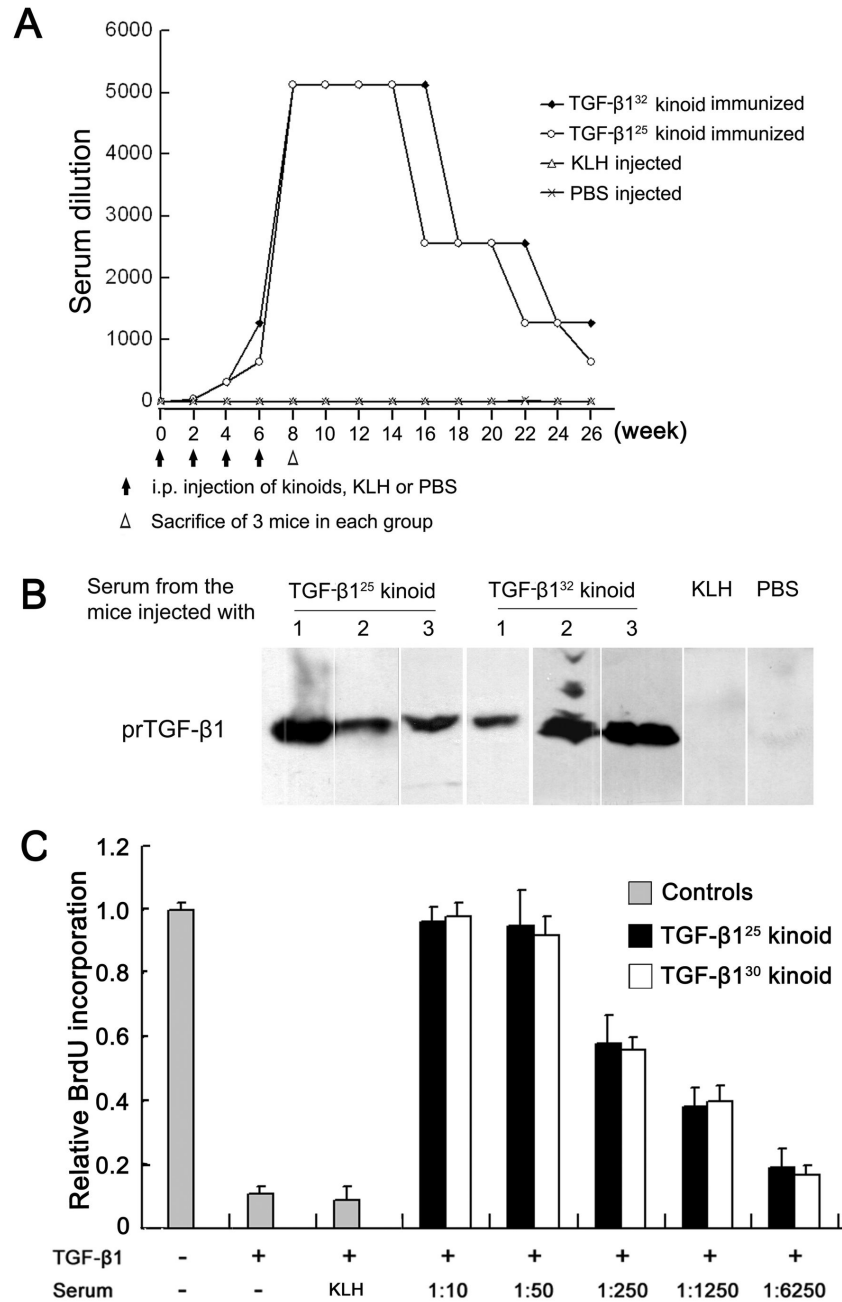 A
6000
5000
4000
3000
2000
1000
0
Serum dilution
TGF-β1³² kinoid immunized
TGF-β1²⁵ kinoid immunized
KLH injected
PBS injected
0 2 4 6 8 10 12 14 16 18 20 22 24 26 (week)
i.p. injection of kinoids, KLH or PBS
Sacrifice of 3 mice in each group
B
Serum from the
mice injected with
TGF-β1²⁵ kinoid TGF-β1³² kinoid KLH PBS
1 2 3 1 2 3
prTGF-β1
C
1.2
1.0
0.8
0.6
0.4
0.2
0
Relative BrdU incorporation
Controls
TGF-β1²⁵ kinoid
TGF-β1³⁰ kinoid
TGF-β1 - + + + + + + +
Serum - - KLH 1:10 1:50 1:250 1:1250 1:6250